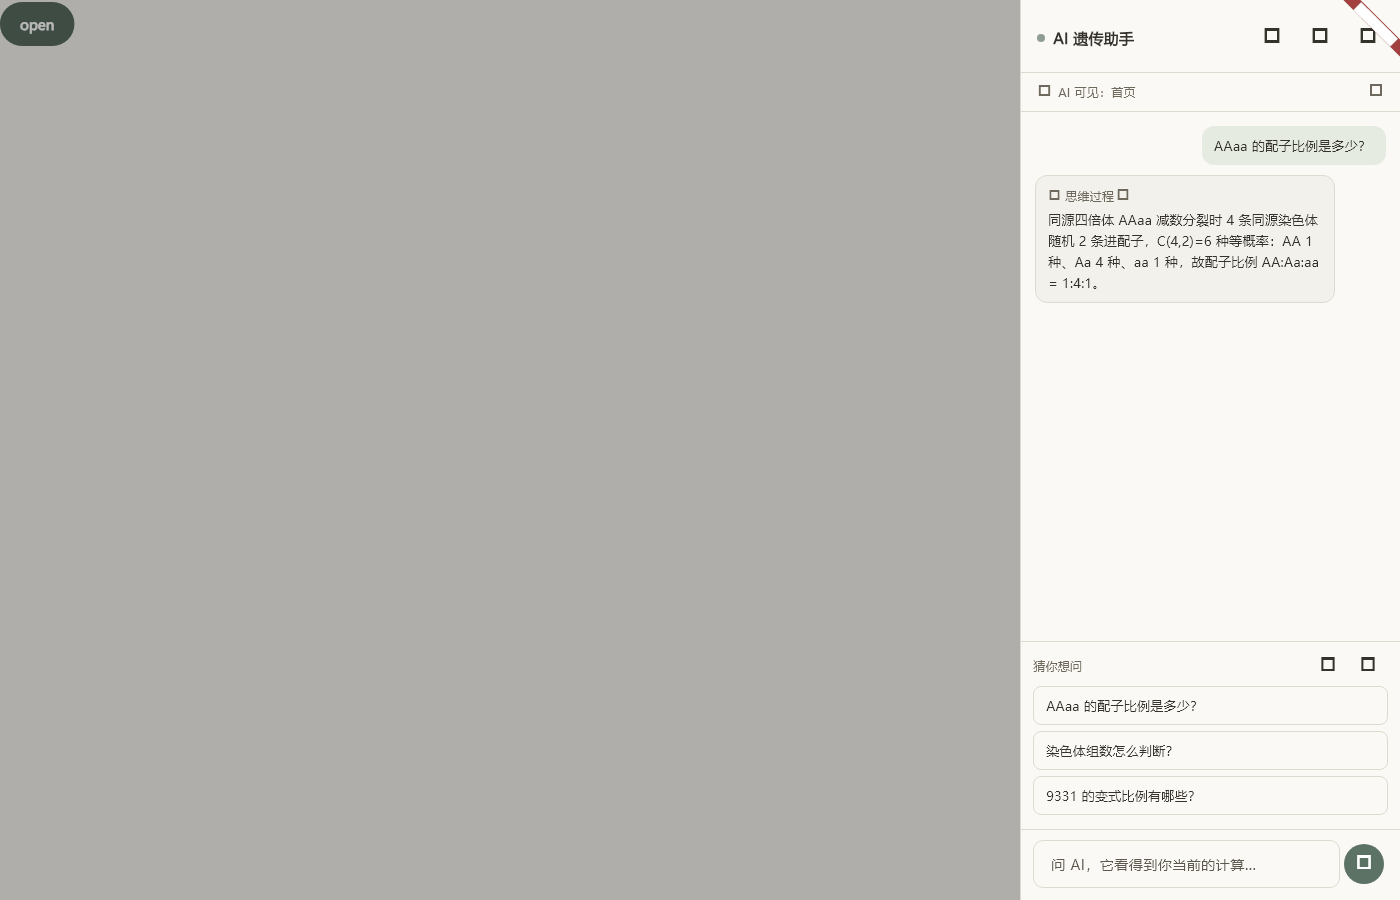 open
AI 遗传助手
AI 可见：首页
AAaa 的配子比例是多少？
思维过程
同源四倍体 AAaa 减数分裂时 4 条同源染色体
随机 2 条进配子，C(4,2)=6 种等概率：AA 1
种、Aa 4 种、aa 1 种，故配子比例 AA:Aa:aa
= 1:4:1。
猜你想问
AAaa 的配子比例是多少？
染色体组数怎么判断？
9331 的变式比例有哪些？
问 AI，它看得到你当前的计算...